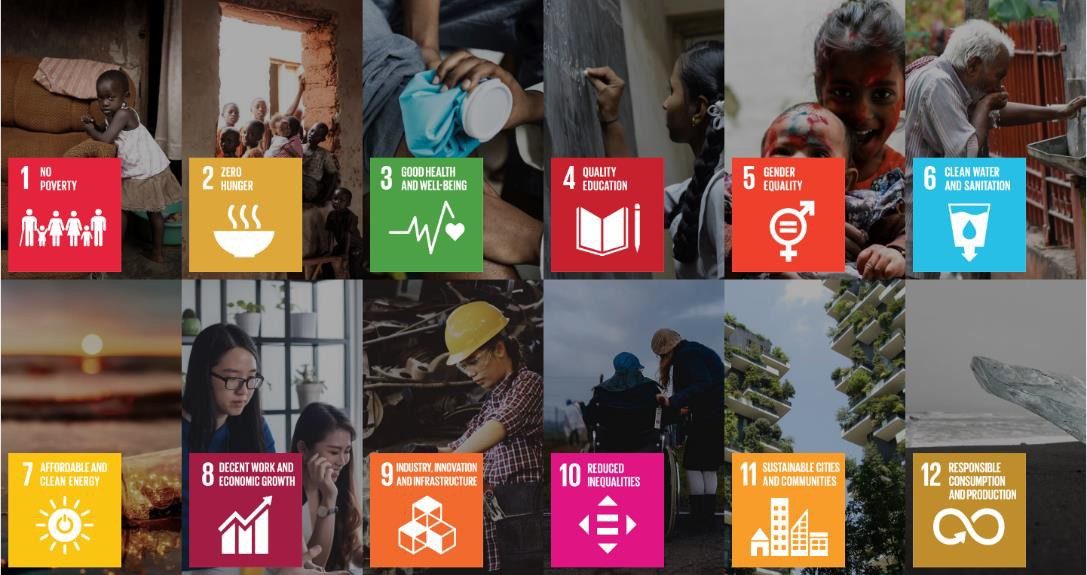 1 NO
POVERTY
2 ZERO
HUNGER
3 GOOD HEALTH
AND WELL-BEING
4 QUALITY
EDUCATION
5 GENDER
EQUALITY
6 CLEAN WATER
AND SANITATION
7 AFFORDABLE AND
CLEAN ENERGY
8 DECENT WORK AND
ECONOMIC GROWTH
9 INDUSTRY, INNOVATION
AND INFRASTRUCTURE
10 REDUCED
INEQUALITIES
11 SUSTAINABLE CITIES
AND COMMUNITIES
12 RESPONSIBLE
CONSUMPTION
AND PRODUCTION